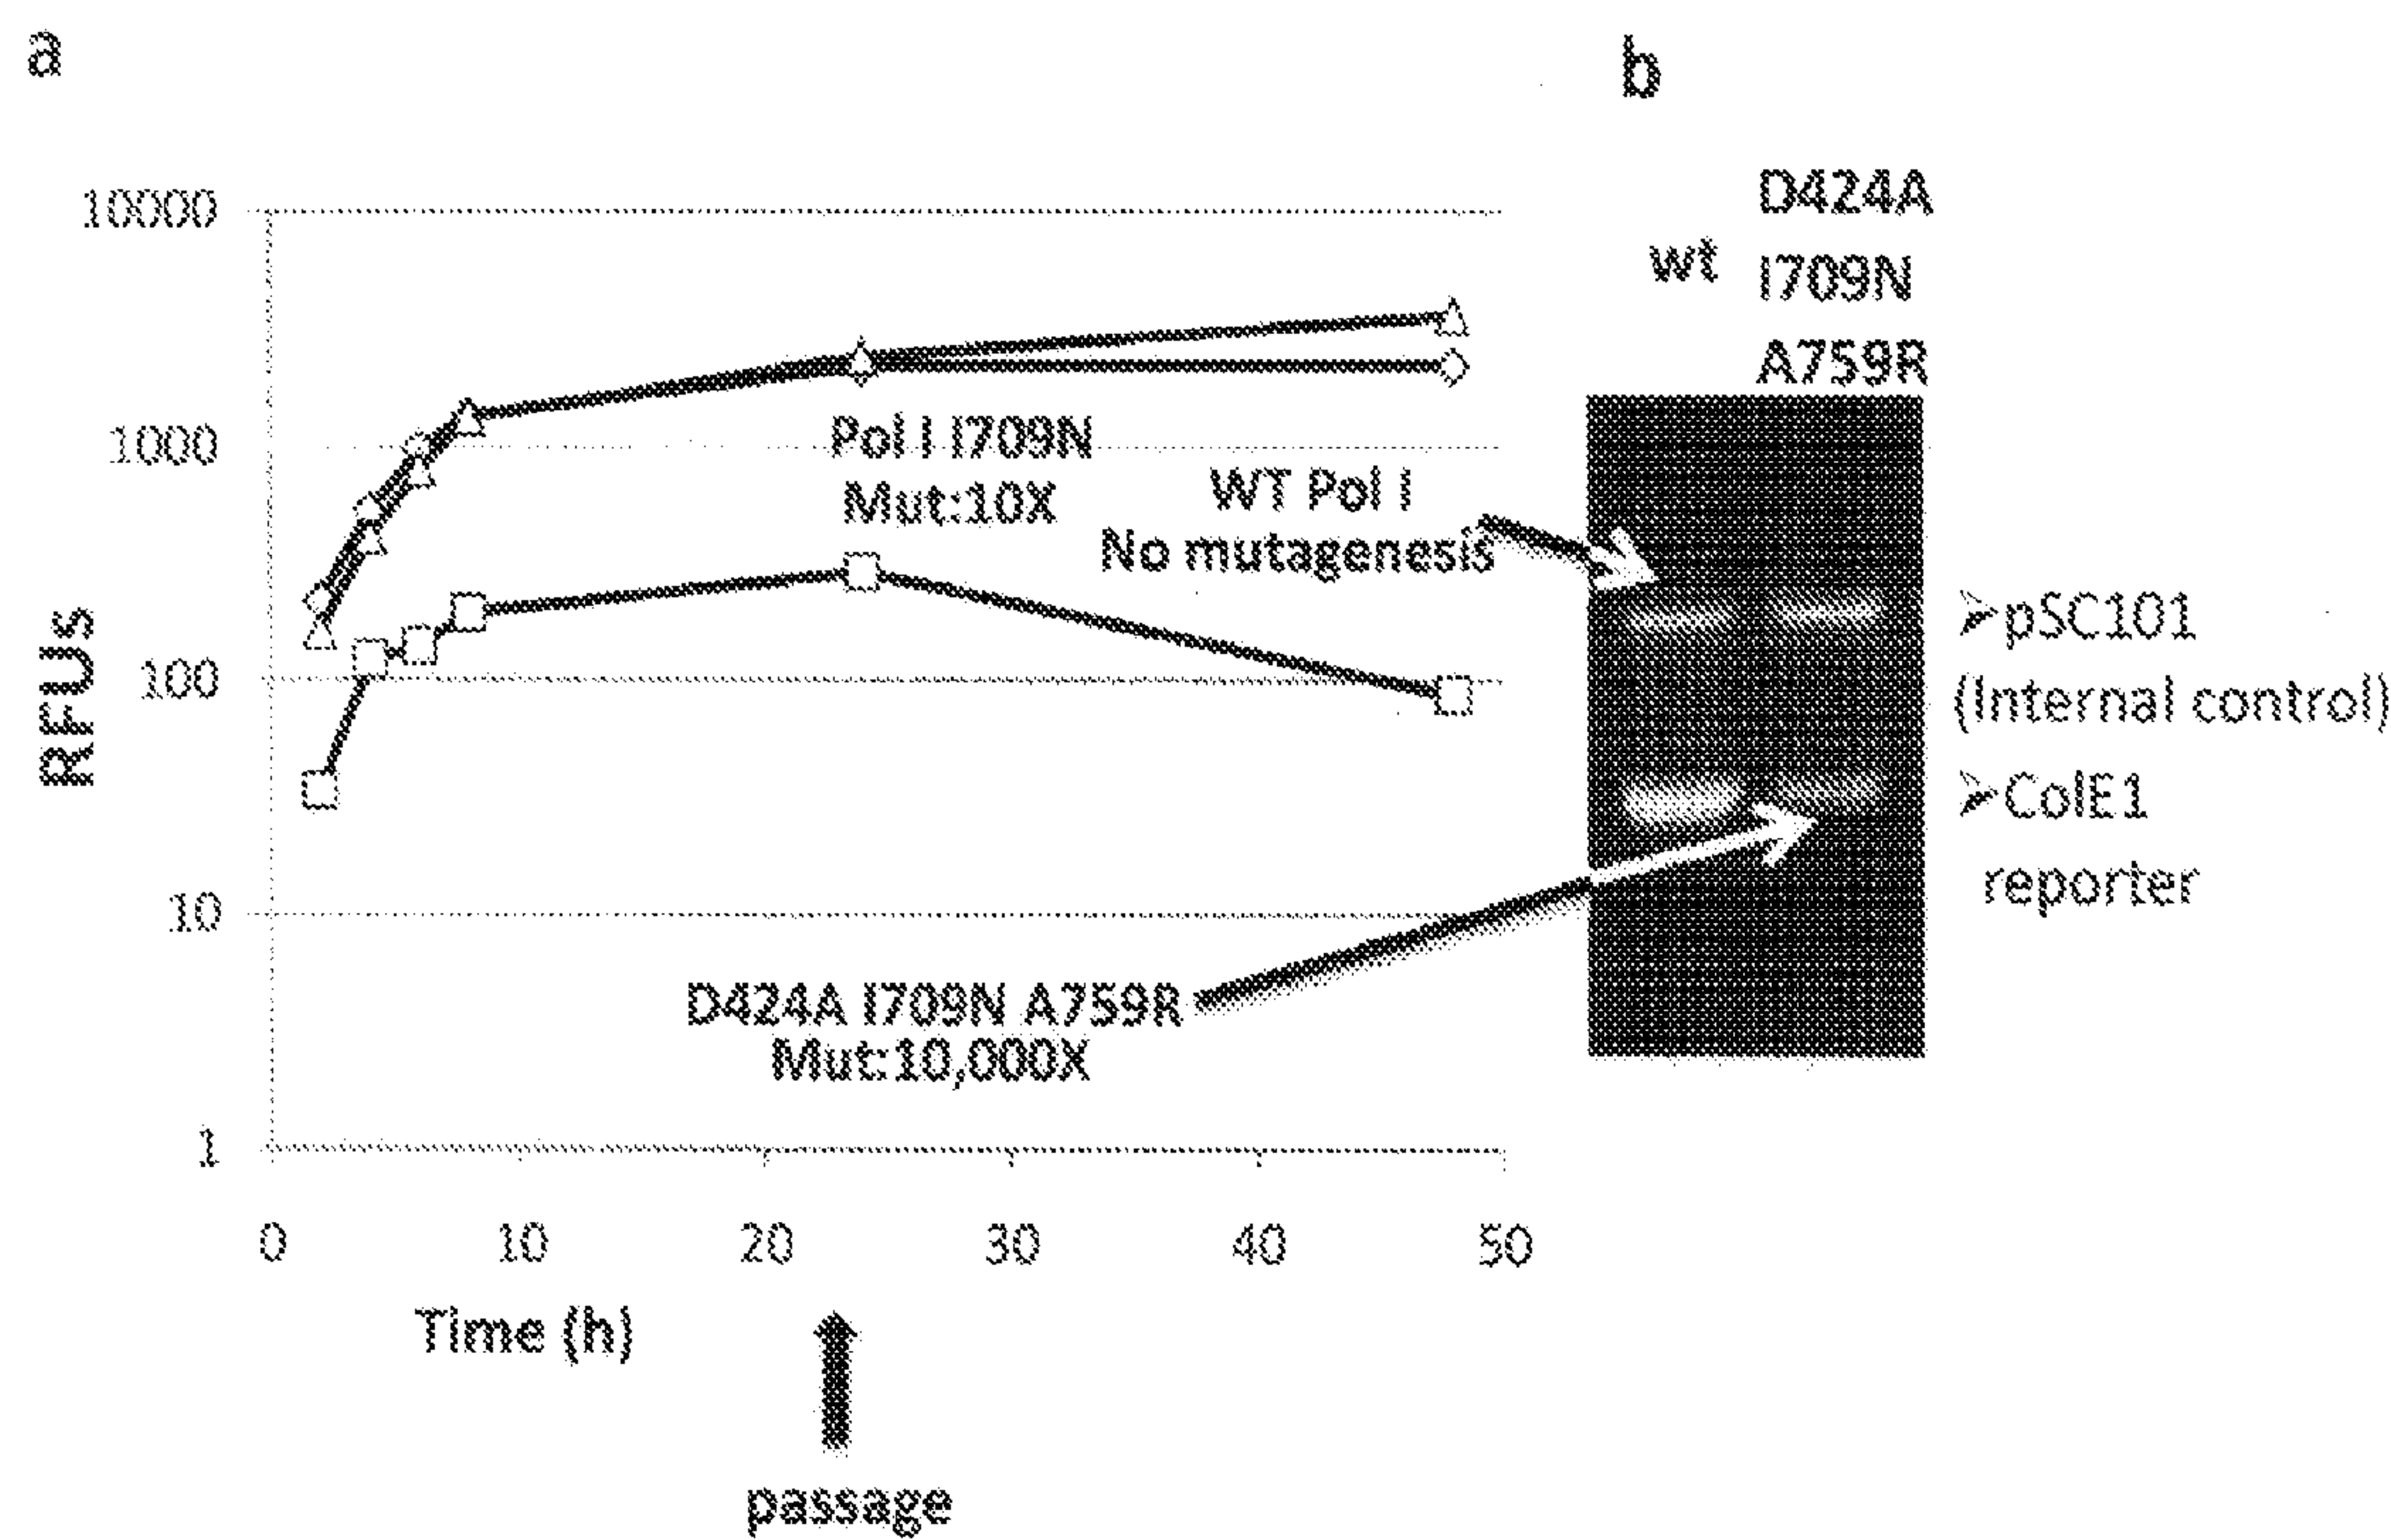 a
b
D424A
wt
I709N
A759R
10000
1000
100
10
1
RFUs
Pol I I709N
Mut:10X
WT Pol I
No mutagenesis
D424A I709N A759R
Mut:10,000X
pSC101
(Internal control)
ColE1
reporter
0
10
20
30
40
50
Time (h)
passage